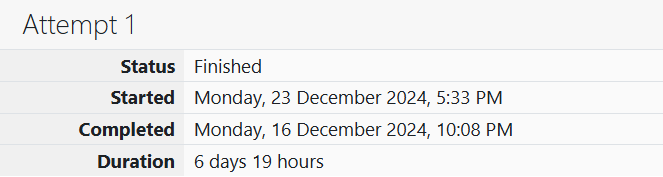 Attempt 1
Status Finished
Started Monday, 23 December 2024, 5:33 PM
Completed Monday, 16 December 2024, 10:08 PM
Duration 6 days 19 hours